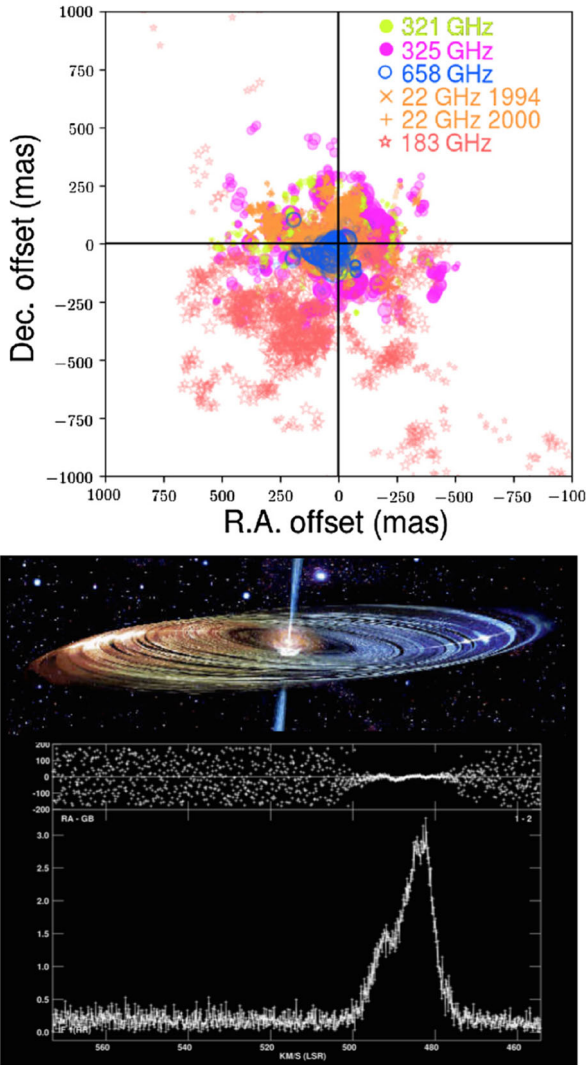 1000
750
500
250
0
−250
−500
−750
−1000
Dec. offset (mas)
321 GHz
325 GHz
658 GHz
22 GHz 1994
22 GHz 2000
183 GHz
1000 750 500 250 0 −250 −500 −750 −100
R.A. offset (mas)
200
100
0
-100
-200
RA - GB 1 - 2
3.0
2.5
2.0
1.5
1.0
0.5
0.0
560 540 520 500 480 460
KM/S (LSR)